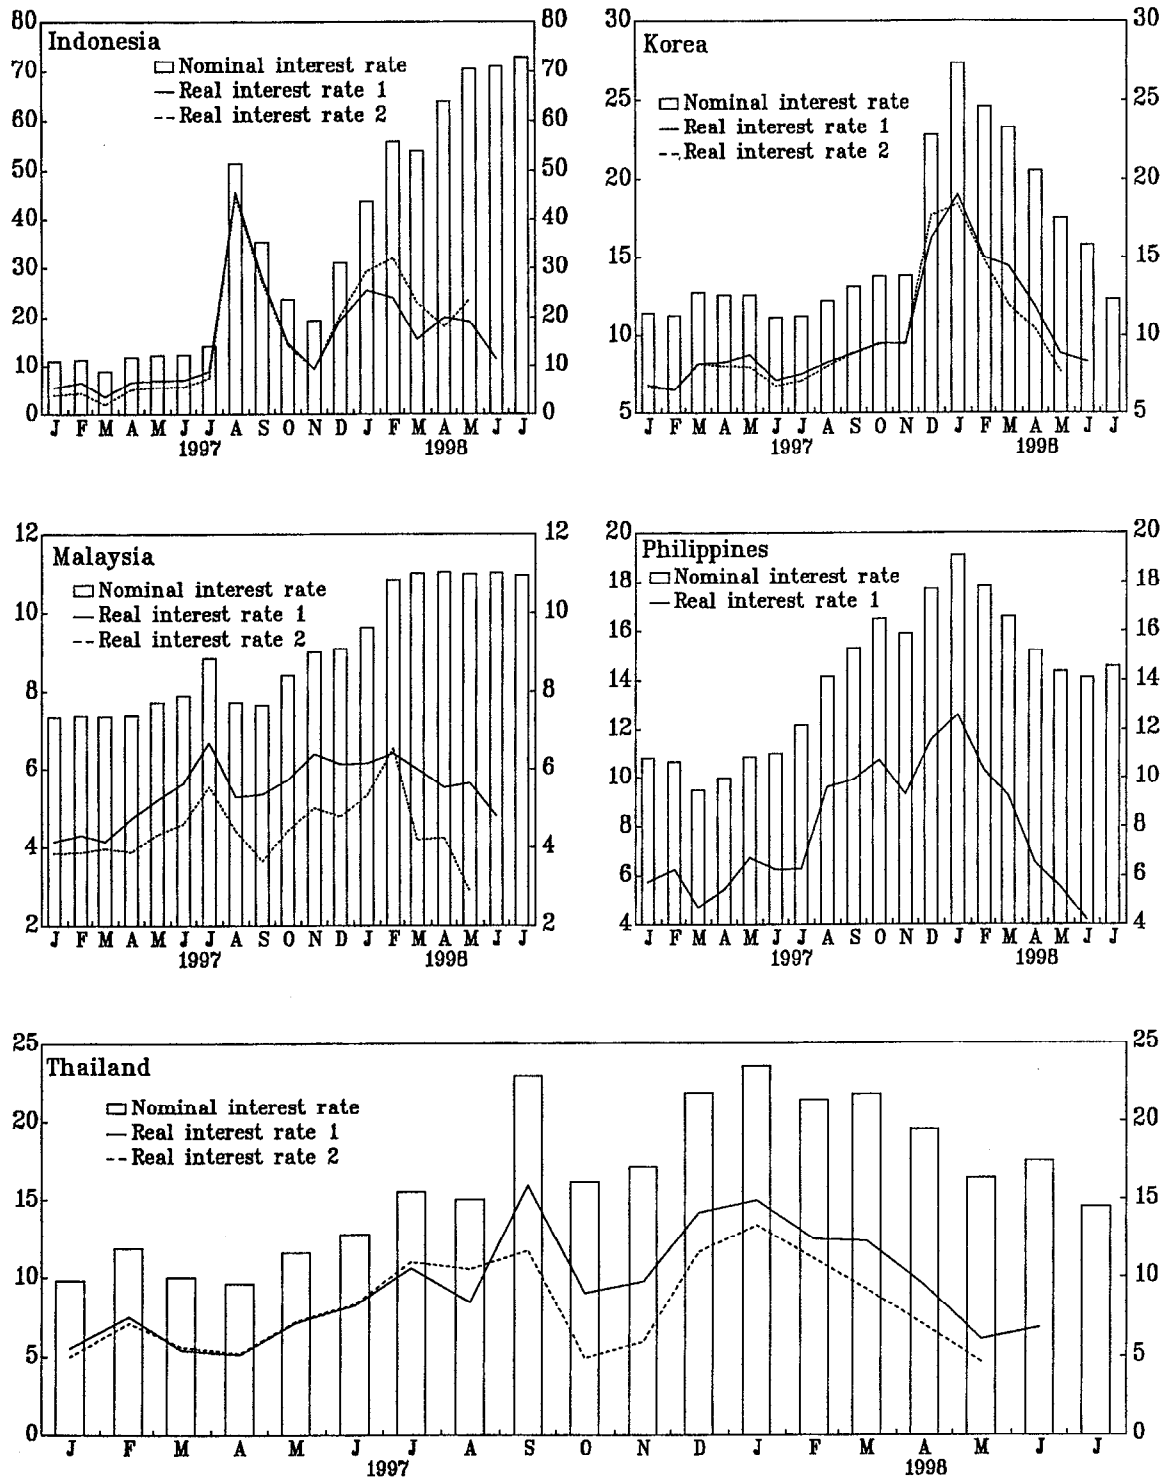 80 80
Indonesia
Nominal interest rate
Real interest rate 1
Real interest rate 2
70 70
60 60
50 50
40 40
30 30
20 20
10 10
0 0
J F M A M J J A S O N D J F M A M J J
1997 1998
30 30
Korea
Nominal interest rate
Real interest rate 1
Real interest rate 2
25 25
20 20
15 15
10 10
5 5
J F M A M J J A S O N D J F M A M J J
1997 1998
12 12
Malaysia
Nominal interest rate
Real interest rate 1
Real interest rate 2
10 10
8 8
6 6
4 4
2 2
J F M A M J J A S O N D J F M A M J J
1997 1998
20 20
Philippines
Nominal interest rate
Real interest rate 1
18 18
16 16
14 14
12 12
10 10
8 8
6 6
4 4
J F M A M J J A S O N D J F M A M J J
1997 1998
25 25
Thailand
Nominal interest rate
Real interest rate 1
Real interest rate 2
20 20
15 15
10 10
5 5
0 0
J F M A M J J A S O N D J F M A M J J
1997 1998